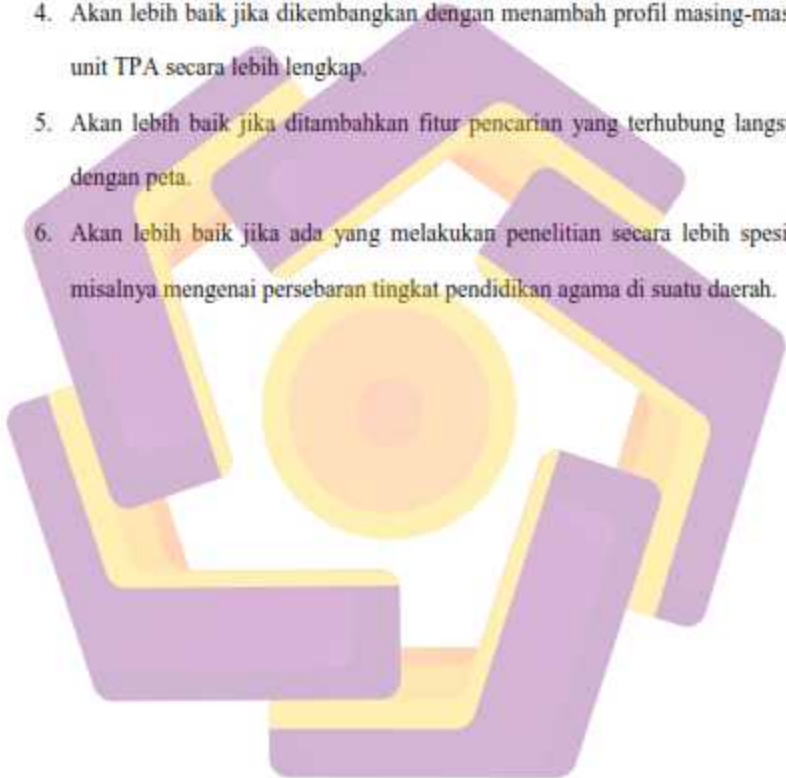 4. Akan lebih baik jika dikembangkan dengan menambah profil masing-mas
unit TPA secara lebih lengkap.
5. Akan lebih baik jika ditambahkan fitur pencarian yang terhubung langs
dengan peta.
6. Akan lebih baik jika ada yang melakukan penelitian secara lebih spesi
misalnya mengenai persebaran tingkat pendidikan agama di suatu daerah.